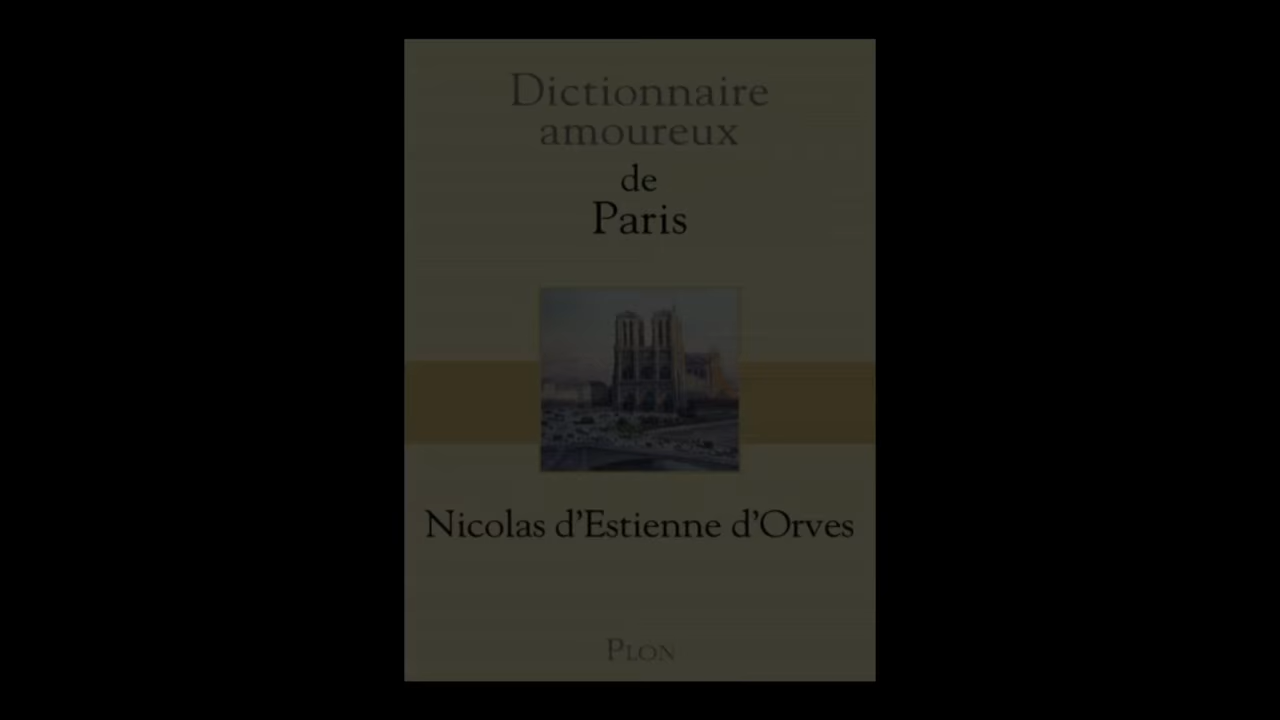 Dictionnaire
amoureux
de
Paris
Nicolas d'Estienne d'Orves
PLON